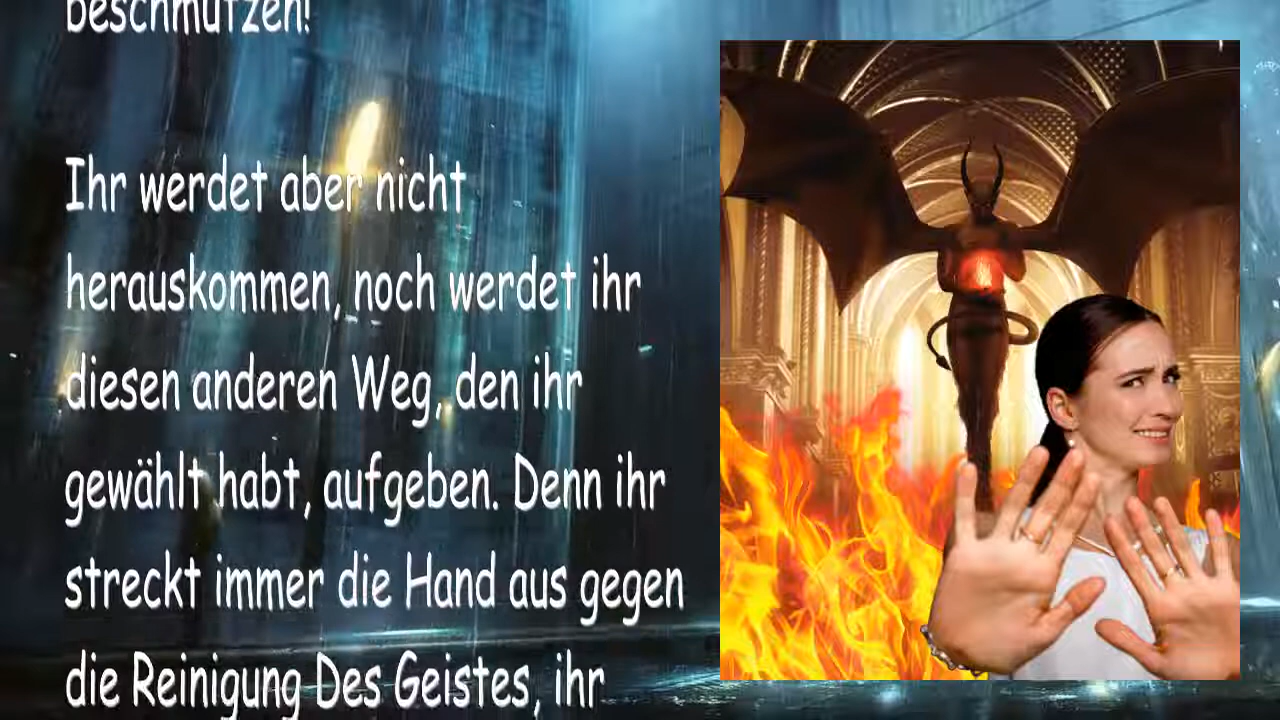 beschmutzen!
Ihr werdet aber nicht
herauskommen, noch werdet ihr
diesen anderen Weg, den ihr
gewählt habt, aufgeben. Denn ihr
streckt immer die Hand aus gegen
die Reinigung Des Geistes, ihr